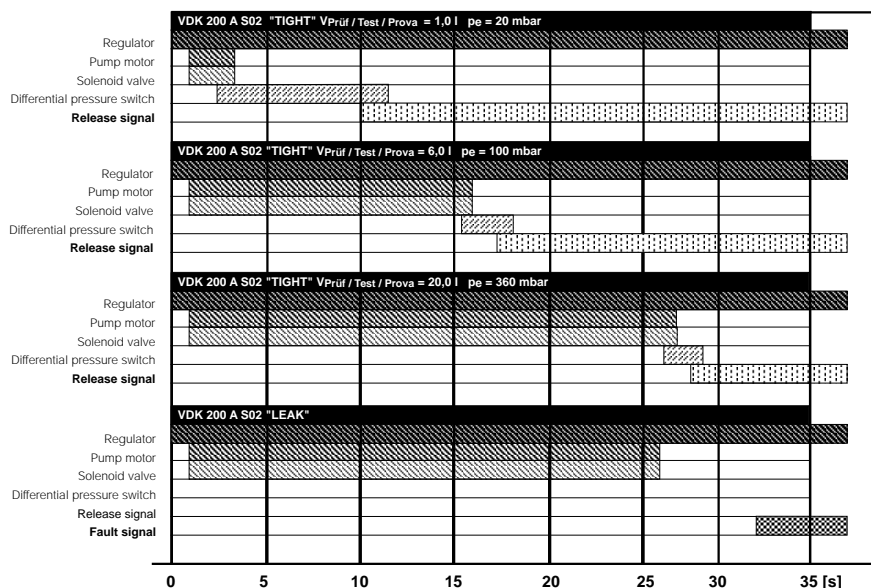 VDK 200 A S02 "TIGHT" VPrüf / Test / Prova = 1,0 l pe = 20 mbar
Regulator
Pump motor
Solenoid valve
Differential pressure switch
Release signal
VDK 200 A S02 "TIGHT" VPrüf / Test / Prova = 6,0 l pe = 100 mbar
Regulator
Pump motor
Solenoid valve
Differential pressure switch
Release signal
VDK 200 A S02 "TIGHT" VPrüf / Test / Prova = 20,0 l pe = 360 mbar
Regulator
Pump motor
Solenoid valve
Differential pressure switch
Release signal
VDK 200 A S02 "LEAK"
Regulator
Pump motor
Solenoid valve
Differential pressure switch
Release signal
Fault signal
0 5 10 15 20 25 30 35 [s]